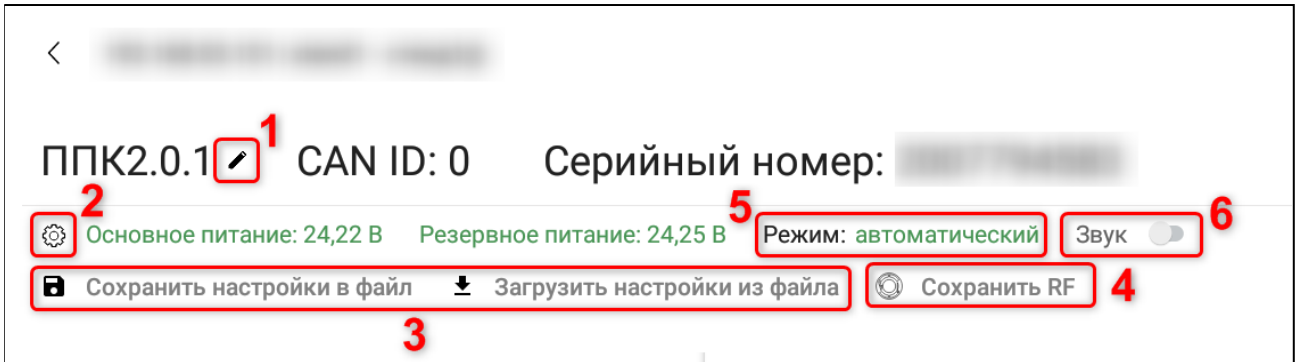 1
ППК2.0.1 CAN ID: 0 Серийный номер:
2 5 6
Основное питание: 24,22 В Резервное питание: 24,25 В Режим: автоматический Звук
Сохранить настройки в файл Загрузить настройки из файла Сохранить RF 4
3